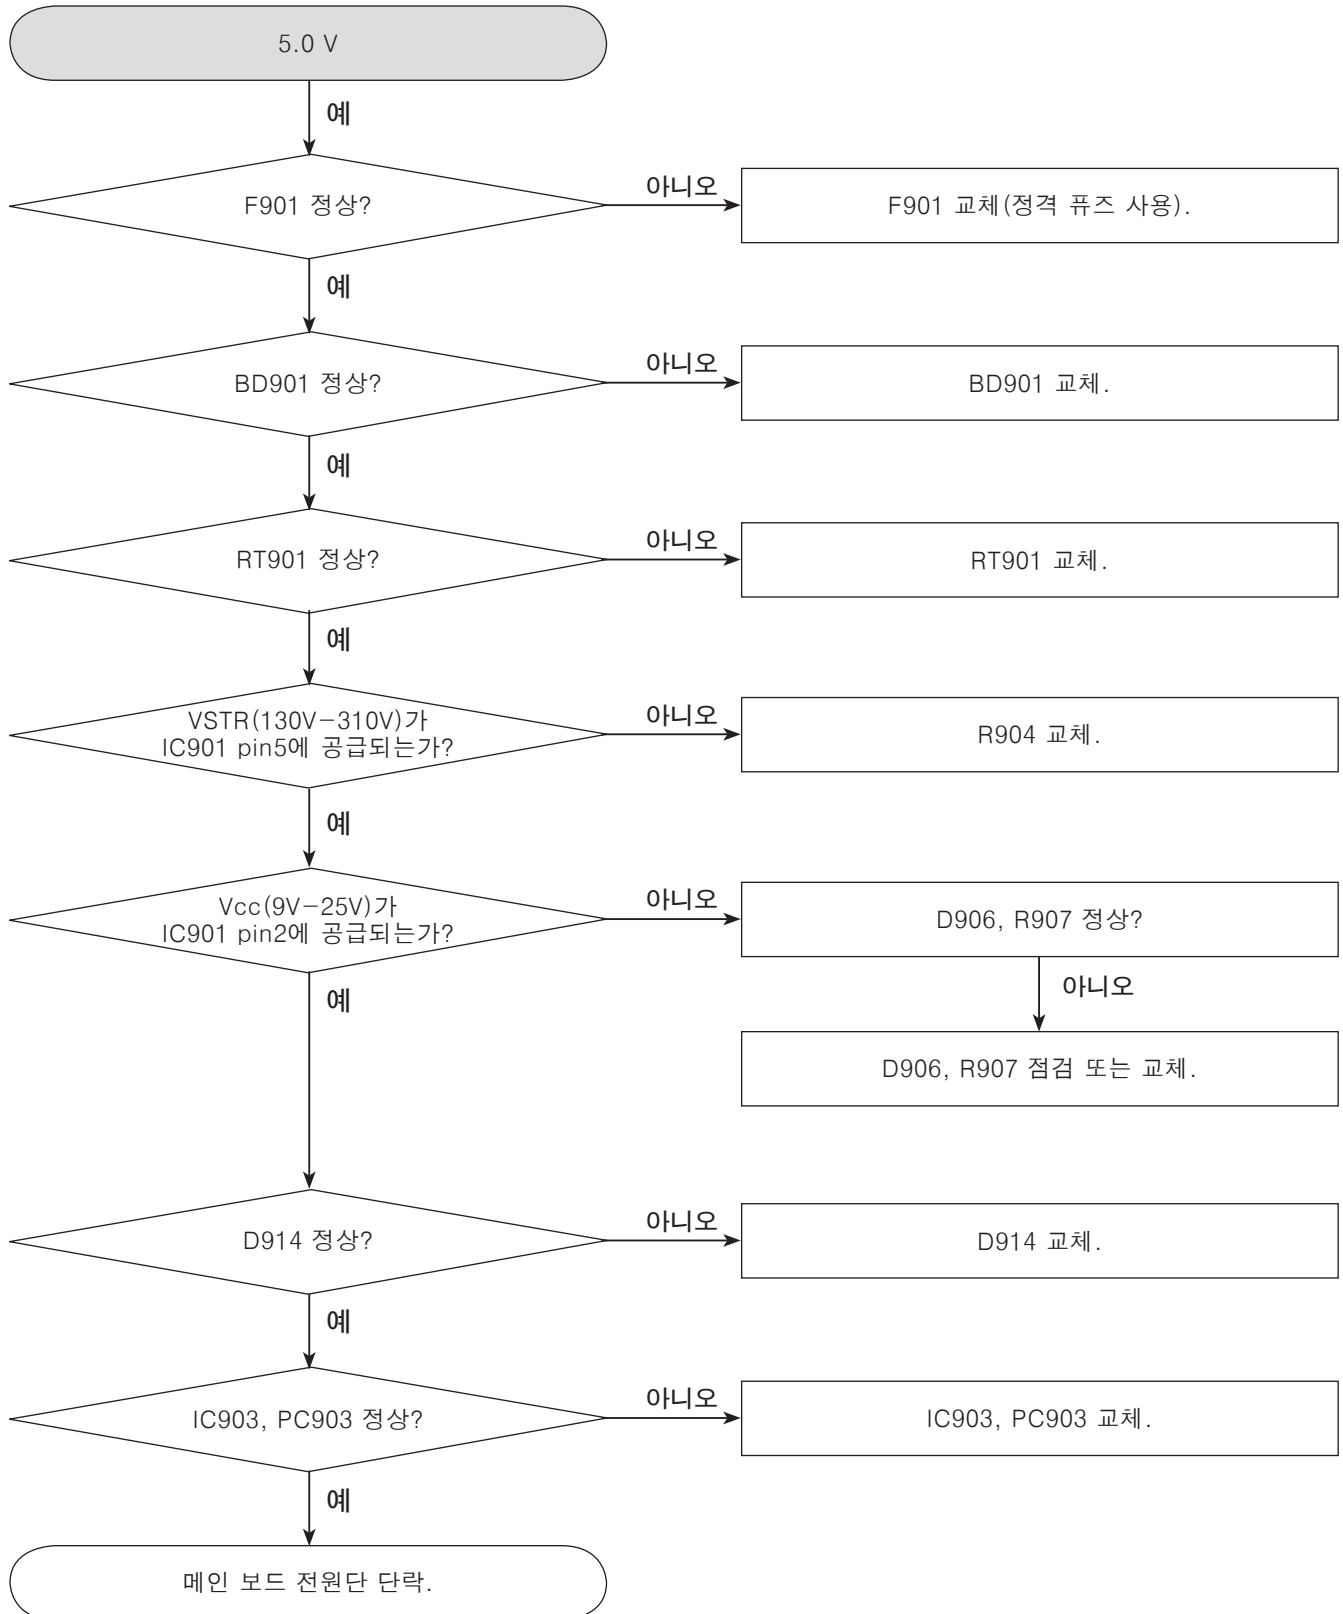 5.0 V
예
F901 정상?
아니오
F901 교체(정격 퓨즈 사용).
예
BD901 정상?
아니오
BD901 교체.
예
RT901 정상?
아니오
RT901 교체.
예
VSTR(130V-310V)가
IC901 pin5에 공급되는가?
아니오
R904 교체.
예
Vcc(9V-25V)가
IC901 pin2에 공급되는가?
아니오
D906, R907 정상?
아니오
D906, R907 점검 또는 교체.
예
D914 정상?
아니오
D914 교체.
예
IC903, PC903 정상?
아니오
IC903, PC903 교체.
예
메인 보드 전원단 단락.